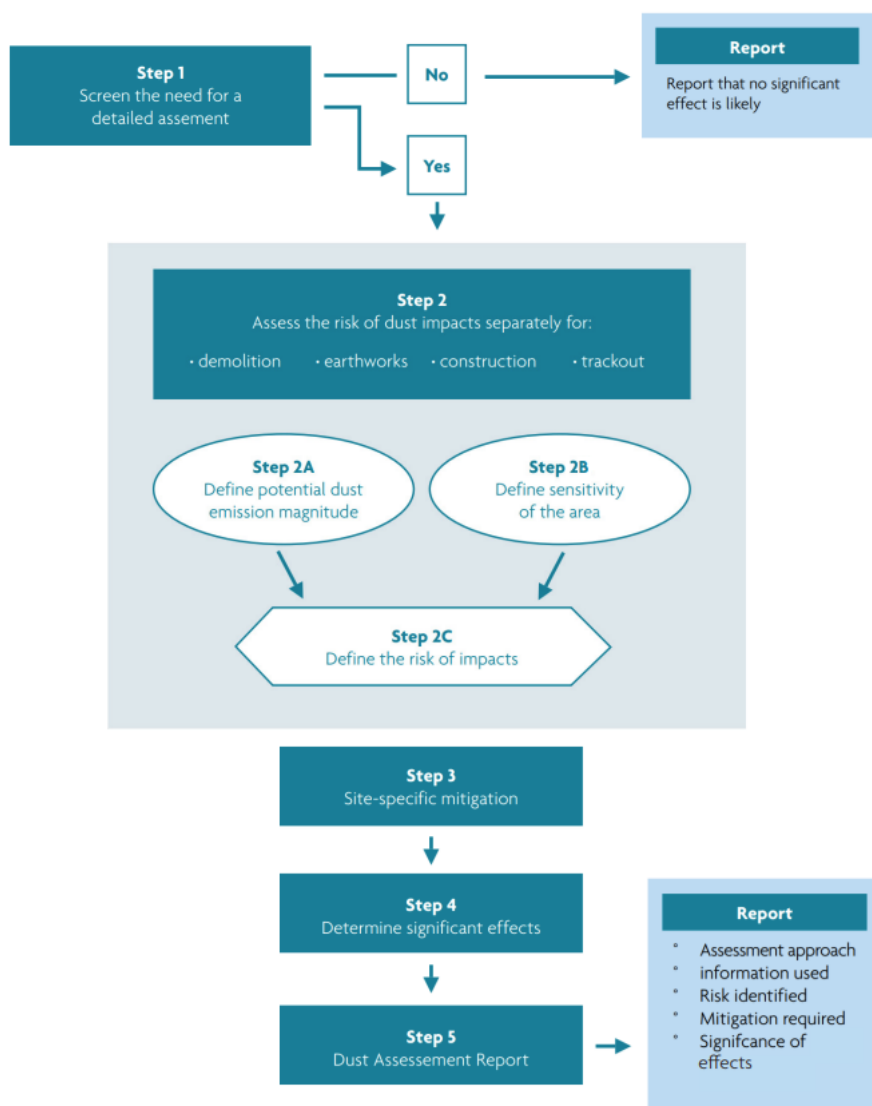 Step 1
Screen the need for a
detailed assement
No
Report
Report that no significant
effect is likely
Yes
Step 2
Assess the risk of dust impacts separately for:
• demolition • earthworks • construction • trackout
Step 2A
Define potential dust
emission magnitude
Step 2B
Define sensitivity
of the area
Step 2C
Define the risk of impacts
Step 3
Site-specific mitigation
Step 4
Determine significant effects
Step 5
Dust Assessement Report
Report
° Assessment approach
° information used
° Risk identified
° Mitigation required
° Signifcance of
effects